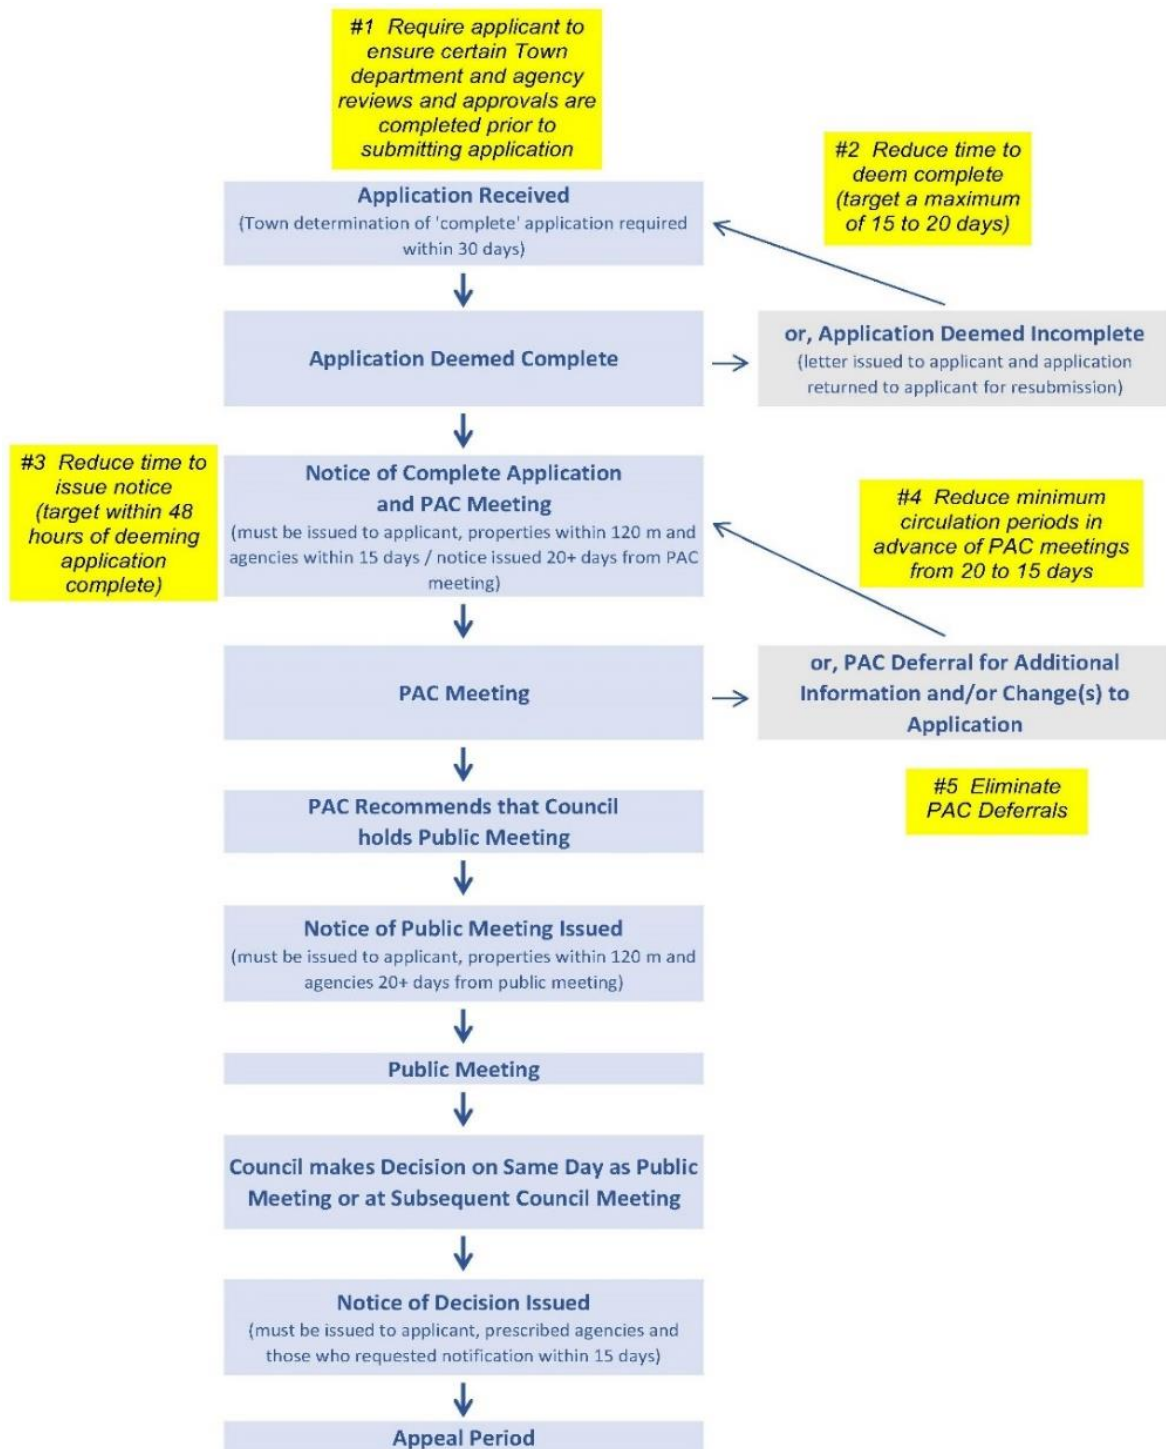 #1 Require applicant to
ensure certain Town
department and agency
reviews and approvals are
completed prior to
submitting application
#2 Reduce time to
deem complete
(target a maximum
of 15 to 20 days)
Application Received
(Town determination of 'complete' application required
within 30 days)
Application Deemed Complete
or, Application Deemed Incomplete
(letter issued to applicant and application
returned to applicant for resubmission)
#3 Reduce time to
issue notice
(target within 48
hours of deeming
application
complete)
Notice of Complete Application
and PAC Meeting
(must be issued to applicant, properties within 120 m and
agencies within 15 days / notice issued 20+ days from PAC
meeting)
#4 Reduce minimum
circulation periods in
advance of PAC meetings
from 20 to 15 days
PAC Meeting
or, PAC Deferral for Additional
Information and/or Change(s) to
Application
#5 Eliminate
PAC Deferrals
PAC Recommends that Council
holds Public Meeting
Notice of Public Meeting Issued
(must be issued to applicant, properties within 120 m and
agencies 20+ days from public meeting)
Public Meeting
Council makes Decision on Same Day as Public
Meeting or at Subsequent Council Meeting
Notice of Decision Issued
(must be issued to applicant, prescribed agencies and
those who requested notification within 15 days)
Appeal Period